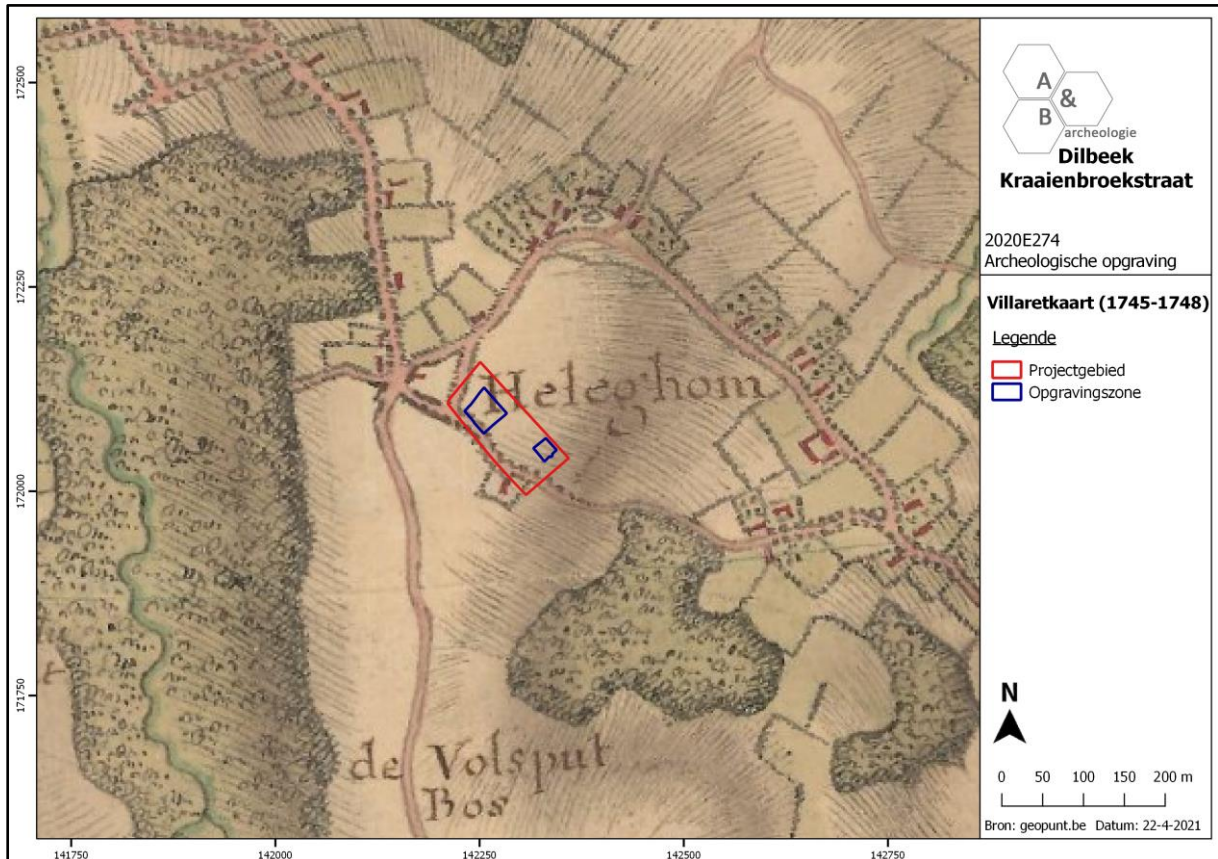 172500
172250
172000
171750
141750
142000
142250
142500
142750
Heleghom
de Volsput
Bos
A
&
B
archeologie
Dilbeek
Kraaienbroekstraat
2020E274
Archeologische opgraving
Villaretkaart (1745-1748)
Legende
Projectgebied
Opgravingszone
N
0 50 100 150 200 m
Bron: geopunt.be Datum: 22-4-2021